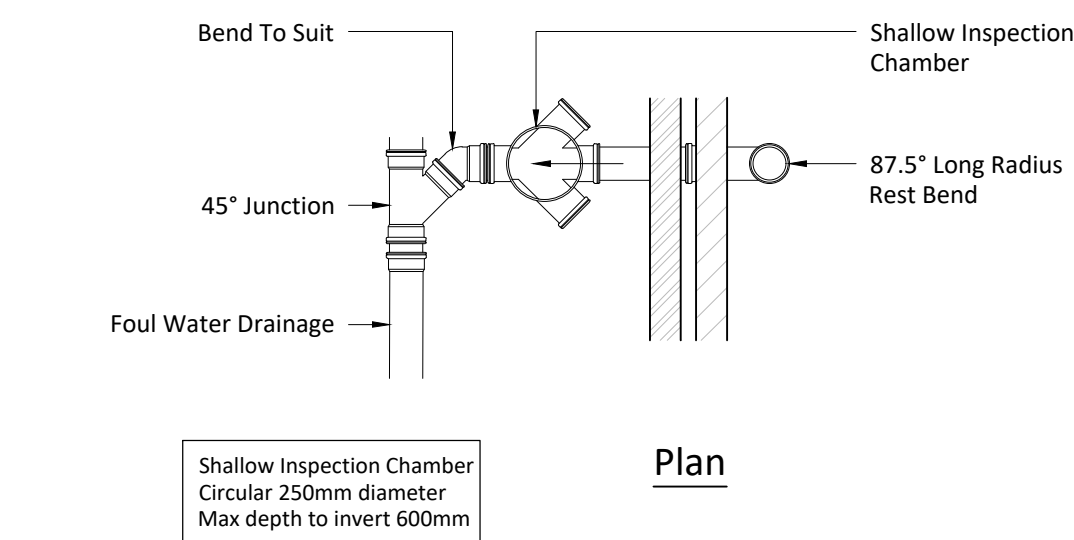 Bend To Suit
Shallow Inspection
Chamber
87.5° Long Radius
Rest Bend
45° Junction
Foul Water Drainage
Shallow Inspection Chamber
Circular 250mm diameter
Max depth to invert 600mm
Plan